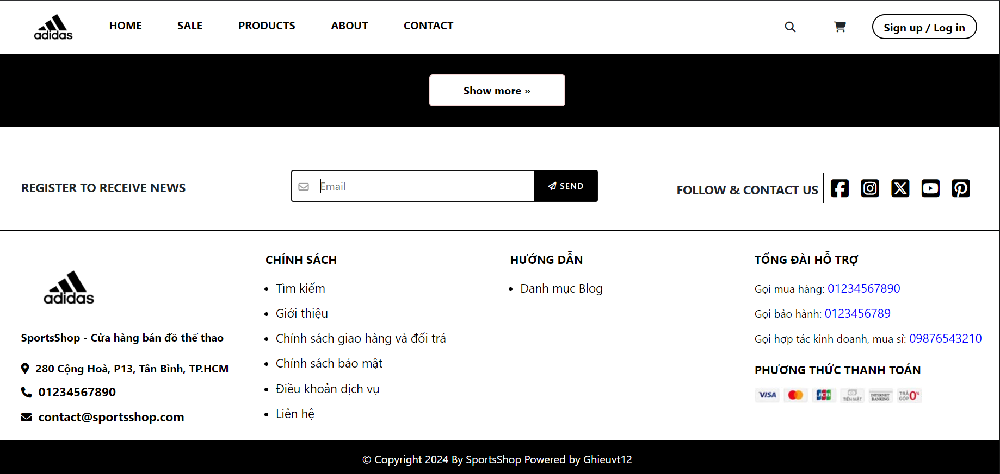 adidas
HOME SALE PRODUCTS ABOUT CONTACT
Sign up / Log in
Show more »
REGISTER TO RECEIVE NEWS
Email
SEND
FOLLOW & CONTACT US
adidas
SportsShop - Cửa hàng bán đồ thể thao
280 Cộng Hoà, P13, Tân Bình, TP.HCM
01234567890
contact@sportsshop.com
CHÍNH SÁCH
Tìm kiếm
Giới thiệu
Chính sách giao hàng và đổi trả
Chính sách bảo mật
Điều khoản dịch vụ
Liên hệ
HƯỚNG DẪN
Danh mục Blog
TỔNG ĐÀI HỖ TRỢ
Gọi mua hàng: 01234567890
Gọi bảo hành: 0123456789
Gọi hợp tác kinh doanh, mua sỉ: 09876543210
PHƯƠNG THỨC THANH TOÁN
VISA
JCB
TIỀN MẶT
INTERNET
BANKING
TRẢ
GÓP 0%
© Copyright 2024 By SportsShop Powered by Ghieuvt12